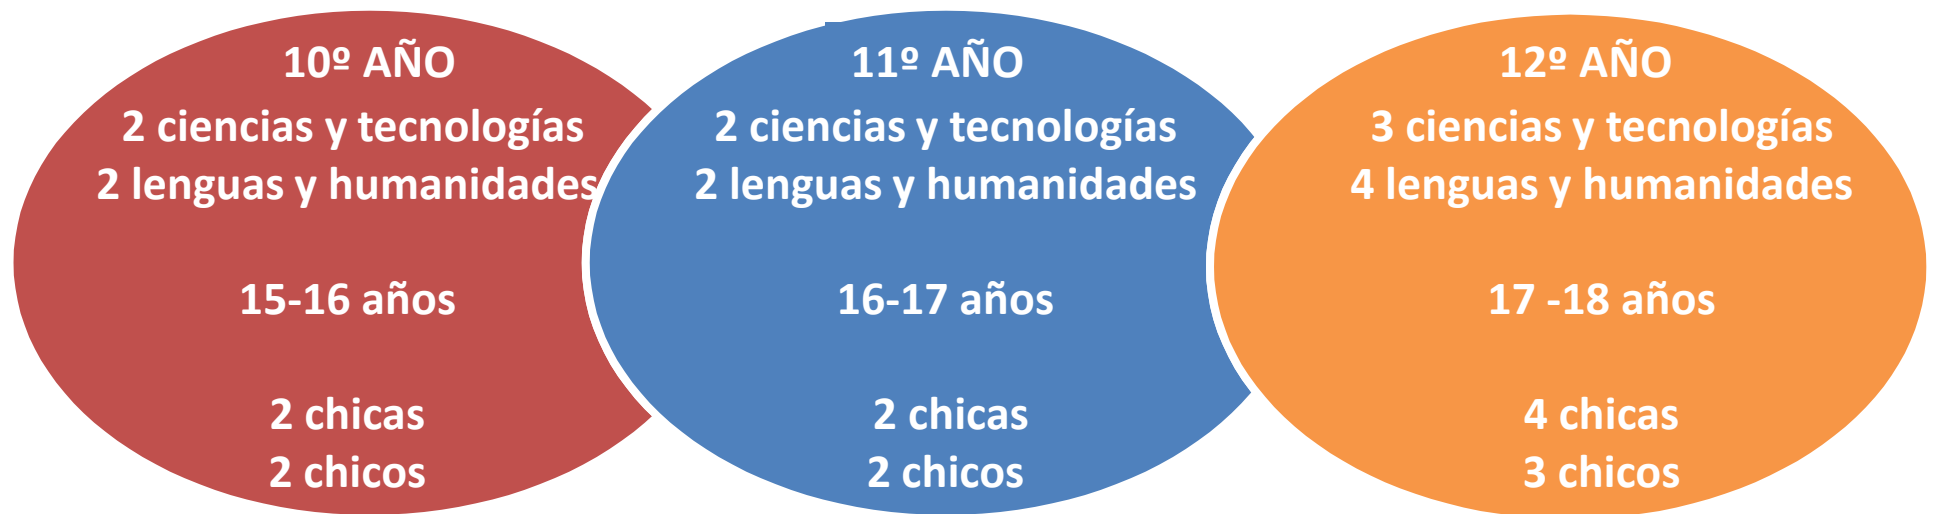 10º AÑO
2 ciencias y tecnologías
2 lenguas y humanidades
15-16 años
2 chicas
2 chicos
11º AÑO
2 ciencias y tecnologías
2 lenguas y humanidades
16-17 años
2 chicas
2 chicos
12º AÑO
3 ciencias y tecnologías
4 lenguas y humanidades
17 -18 años
4 chicas
3 chicos